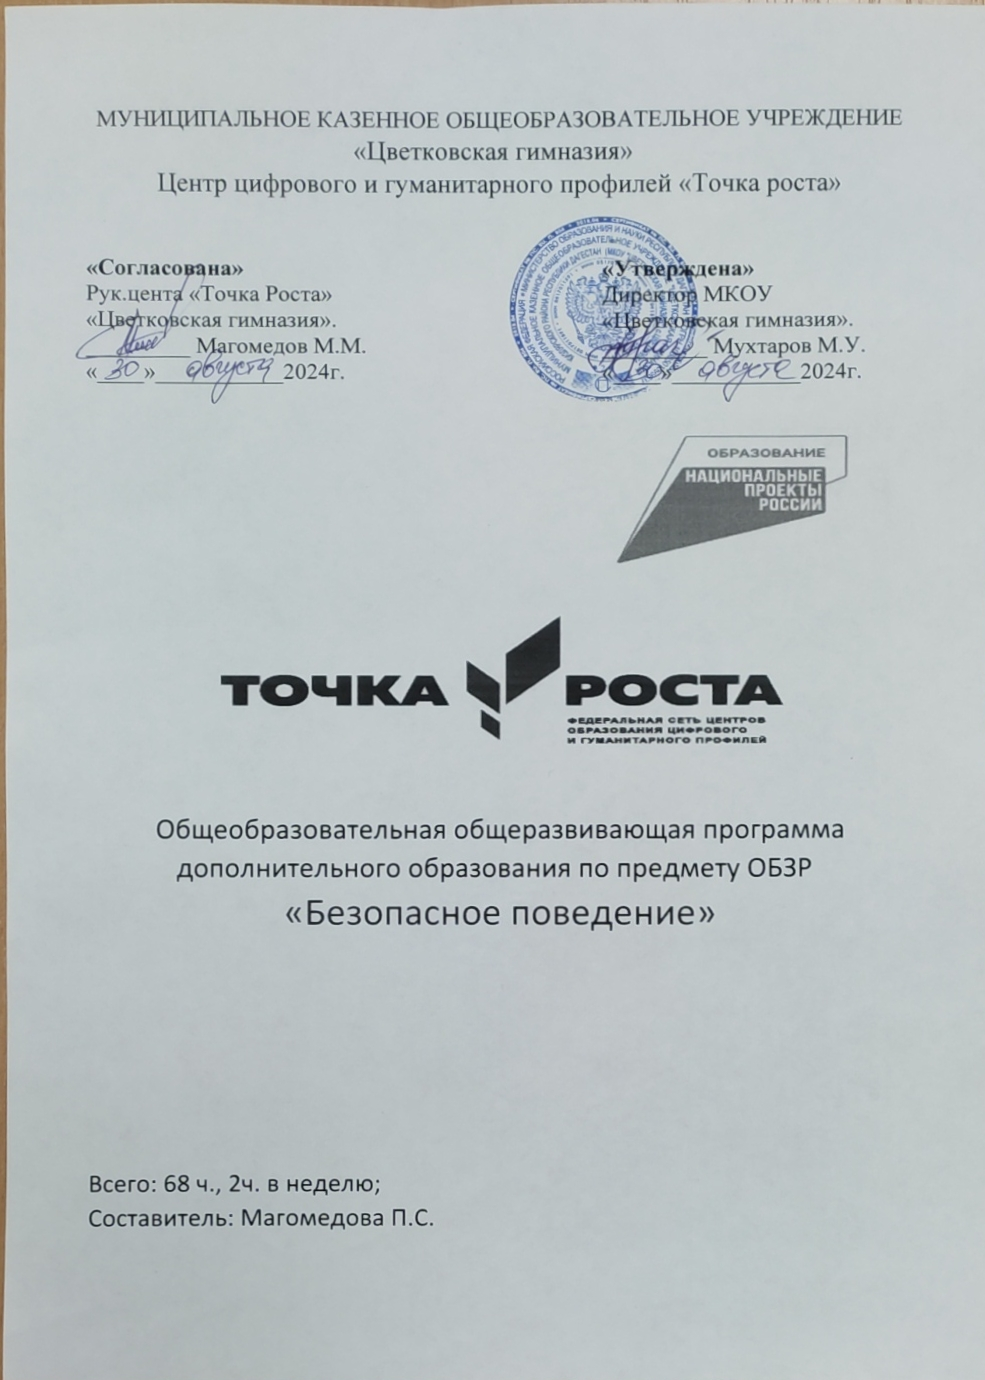 МУНИЦИПАЛЬНОЕ КАЗЕННОЕ ОБЩЕОБРАЗОВАТЕЛЬНОЕ УЧРЕЖДЕНИЕ
«Цветковская гимназия»
Центр цифрового и гуманитарного профилей «Точка роста»
«Согласована»
Рук.цента «Точка Роста»
«Цветковская гимназия».
Магомедов М.М.
«30» августа 2024г.
«Утверждена»
Директор МКОУ
«Цветковская гимназия».
Мухтаров М.У.
«30» августа 2024г.
ОБРАЗОВАНИЕ
НАЦИОНАЛЬНЫЕ
ПРОЕКТЫ
РОССИИ
ТОЧКА РОСТА
ФЕДЕРАЛЬНАЯ СЕТЬ ЦЕНТРОВ
ОБРАЗОВАНИЯ ЦИФРОВОГО
И ГУМАНИТАРНОГО ПРОФИЛЕЙ
Общеобразовательная общеразвивающая программа
дополнительного образования по предмету ОБЗР
«Безопасное поведение»
Всего: 68 ч., 2ч. в неделю;
Составитель: Магомедова П.С.